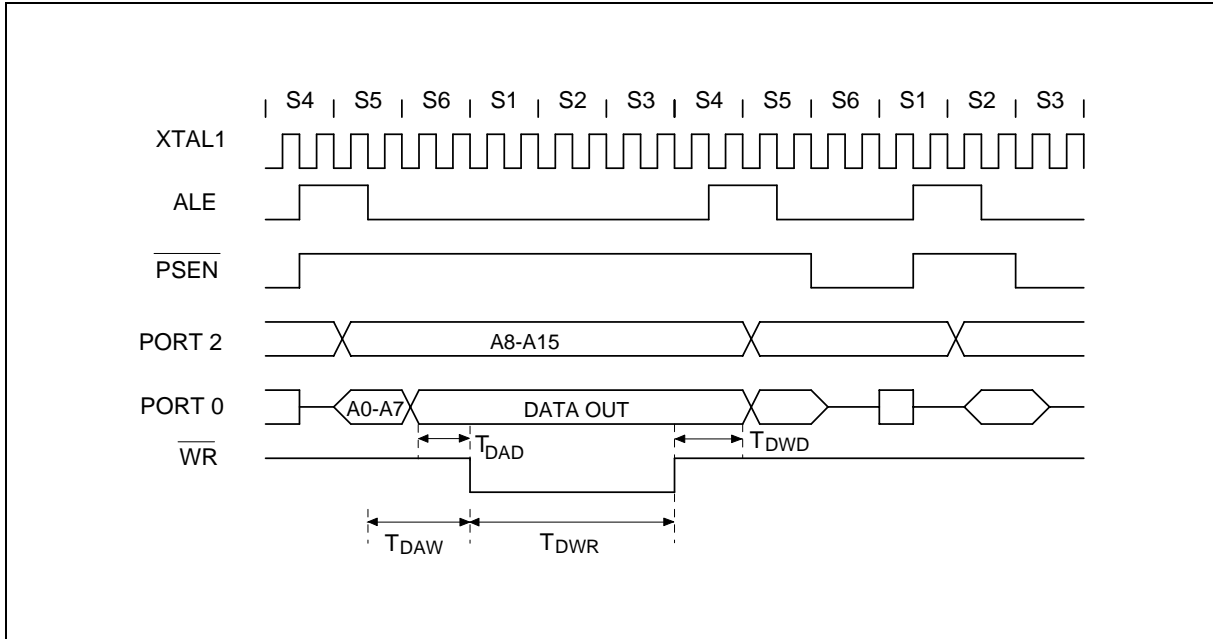 S4 S5 S6 S1 S2 S3 S4 S5 S6 S1 S2 S3
XTAL1
ALE
PSEN
PORT 2 A8-A15
PORT 0 A0-A7 DATA OUT
TDAD TDWD
WR
TDAW TDWR